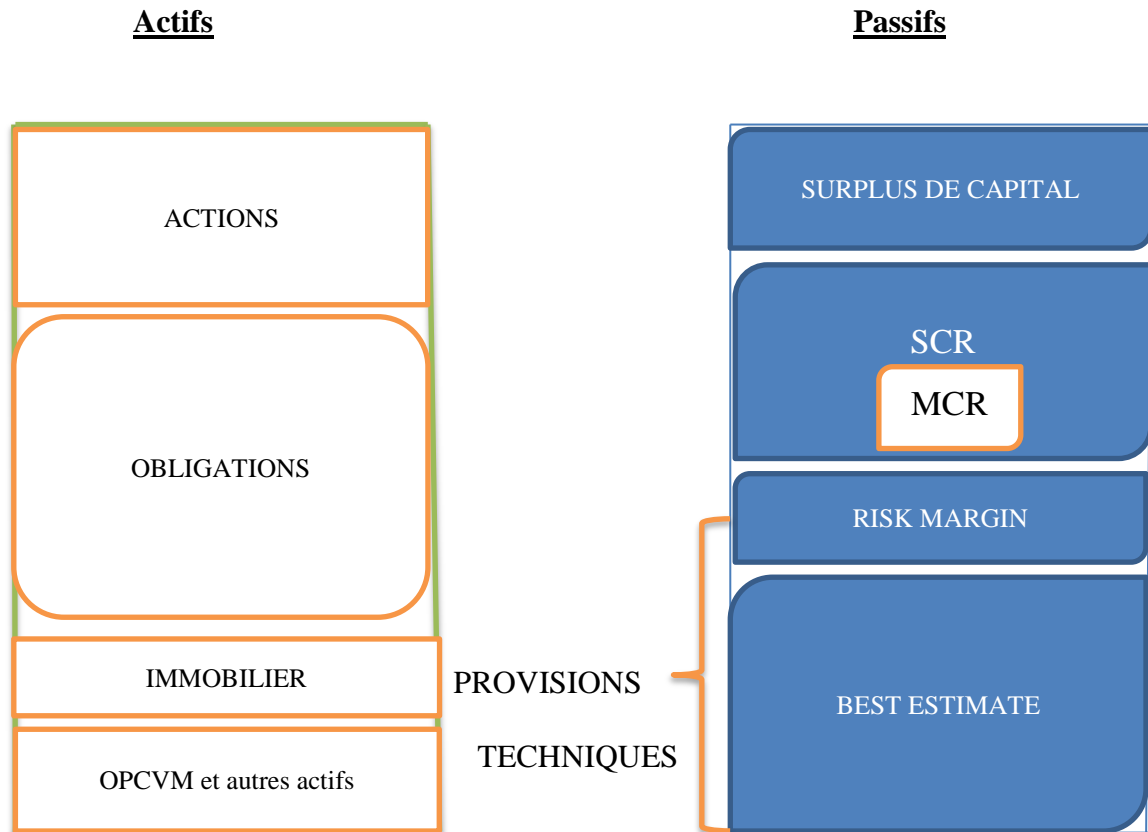 Actifs
Passifs
ACTIONS
OBLIGATIONS
IMMOBILIER
OPCVM et autres actifs
PROVISIONS
TECHNIQUES
SURPLUS DE CAPITAL
SCR
MCR
RISK MARGIN
BEST ESTIMATE